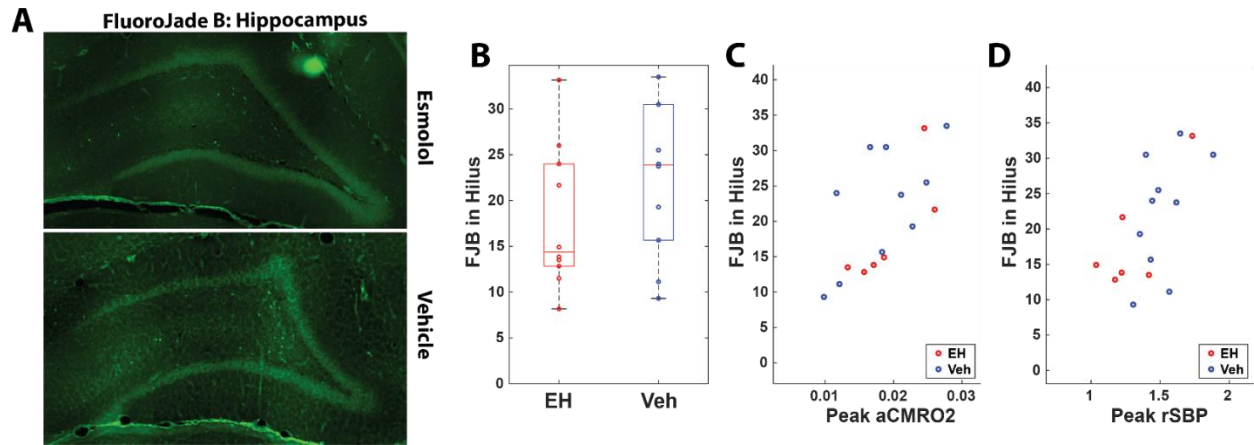 A
FluoroJade B: Hippocampus
Esmolol
Vehicle
B
FJB in Hilus
30
25
20
15
10
5
0
EH
Veh
C
FJB in Hilus
40
35
30
25
20
15
10
5
0
0.01
0.02
0.03
Peak aCMRO2
EH
Veh
D
FJB in Hilus
40
35
30
25
20
15
10
5
0
1
1.5
2
Peak rSBP
EH
Veh